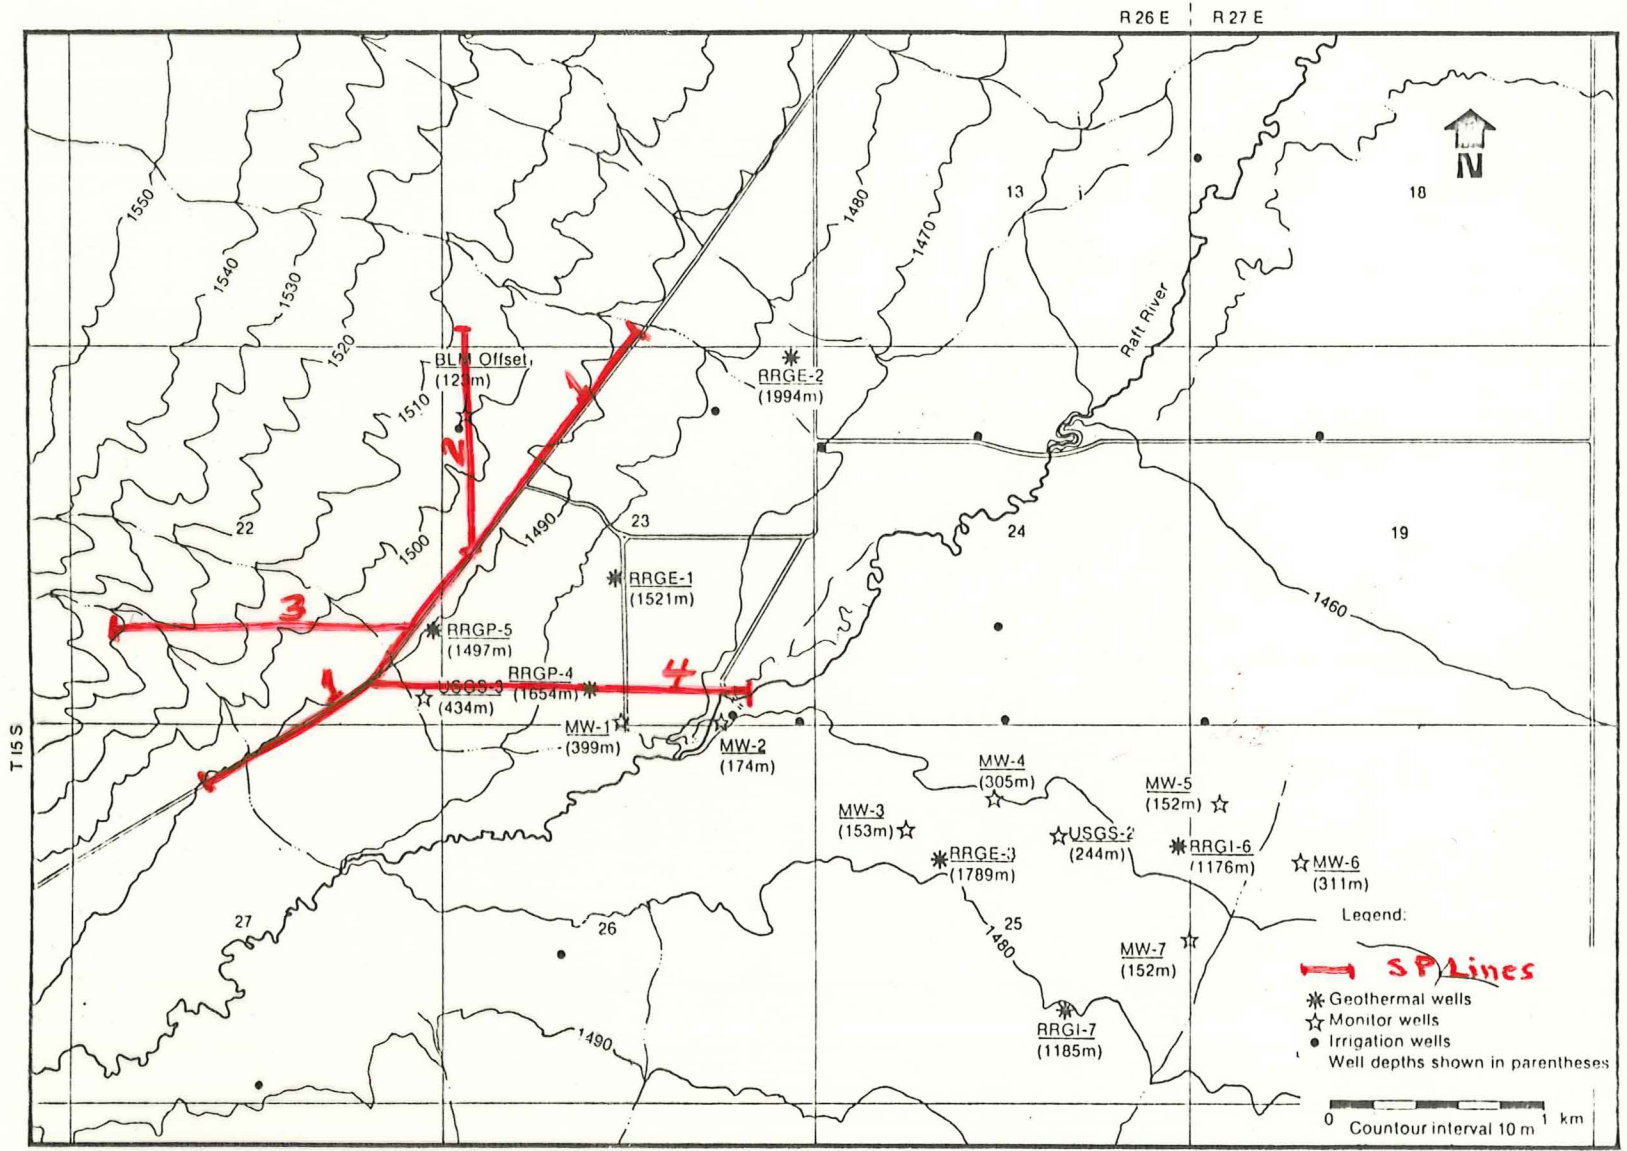 R 26 E R 27 E
N
13
18
1550
1480
1470
1540
1530
Raft River
1520
BLM Offset
(123m)
RRGE-2
(1994m)
1510
2
1
22
1500
1490
23
24
19
RRGE-1
(1521m)
3
1460
RRGP-5
(1497m)
1
RRGP-4
(1654m)
4
USGS-3
(434m)
MW-1
(399m)
MW-2
(174m)
T 15 S
MW-4
(305m)
MW-5
(152m)
MW-3
(153m)
USGS-2
(244m)
RRGI-6
(1176m)
RRGE-3
(1789m)
MW-6
(311m)
27
26
25
1480
MW-7
(152m)
RRGI-7
(1185m)
1490
Legend:
SP Lines
Geothermal wells
Monitor wells
Irrigation wells
Well depths shown in parentheses
0 1 km
Countour interval 10 m